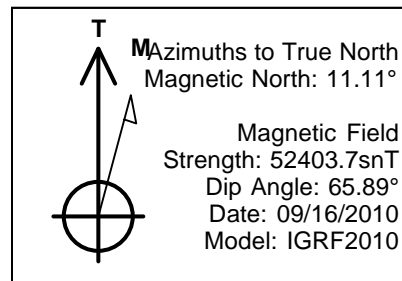 T
M
Azimuths to True North
Magnetic North: 11.11°
Magnetic Field
Strength: 52403.7snT
Dip Angle: 65.89°
Date: 09/16/2010
Model: IGRF2010